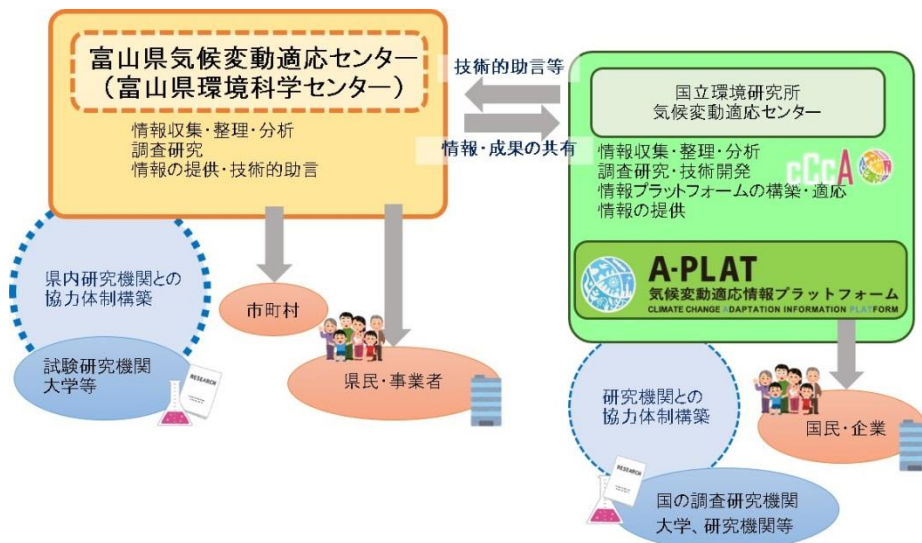 富山県気候変動適応センター
（富山県環境科学センター）
情報収集・整理・分析
調査研究
情報の提供・技術的助言
技術的助言等
情報・成果の共有
国立環境研究所
気候変動適応センター
情報収集・整理・分析
調査研究・技術開発
情報プラットフォームの構築・適応
情報の提供
cCcA
A-PLAT
気候変動適応情報プラットフォーム
CLIMATE CHANGE ADAPTATION INFORMATION PLATFORM
県内研究機関との
協力体制構築
試験研究機関
大学等
RESEARCH
市町村
県民・事業者
研究機関との
協力体制構築
国民・企業
RESEARCH
国の調査研究機関
大学、研究機関等